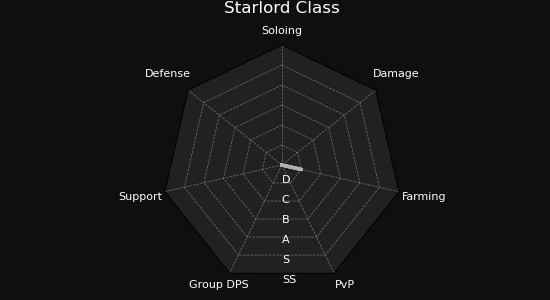 Starlord Class
Soloing
Defense
Damage
Support
Farming
D
C
B
A
S
SS
Group DPS
PvP